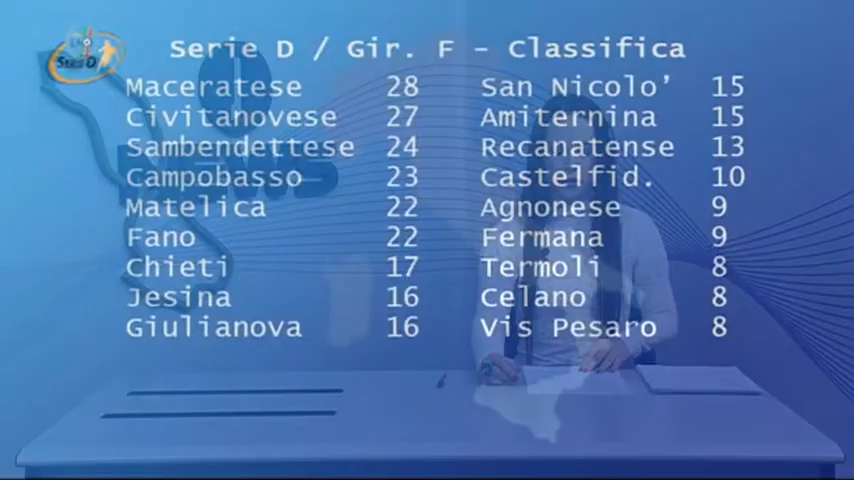 Serie D / Gir. F - Classifica
Maceratese 28
Civitanovese 27
Sambendettese 24
Campobasso 23
Matelica 22
Fano 22
Chieti 17
Jesina 16
Giulianova 16
San Nicolo' 15
Amiternina 15
Recanatense 13
Castelfid. 10
Agnonese 9
Fermana 9
Termoli 8
Celano 8
Vis Pesaro 8
SERIE D